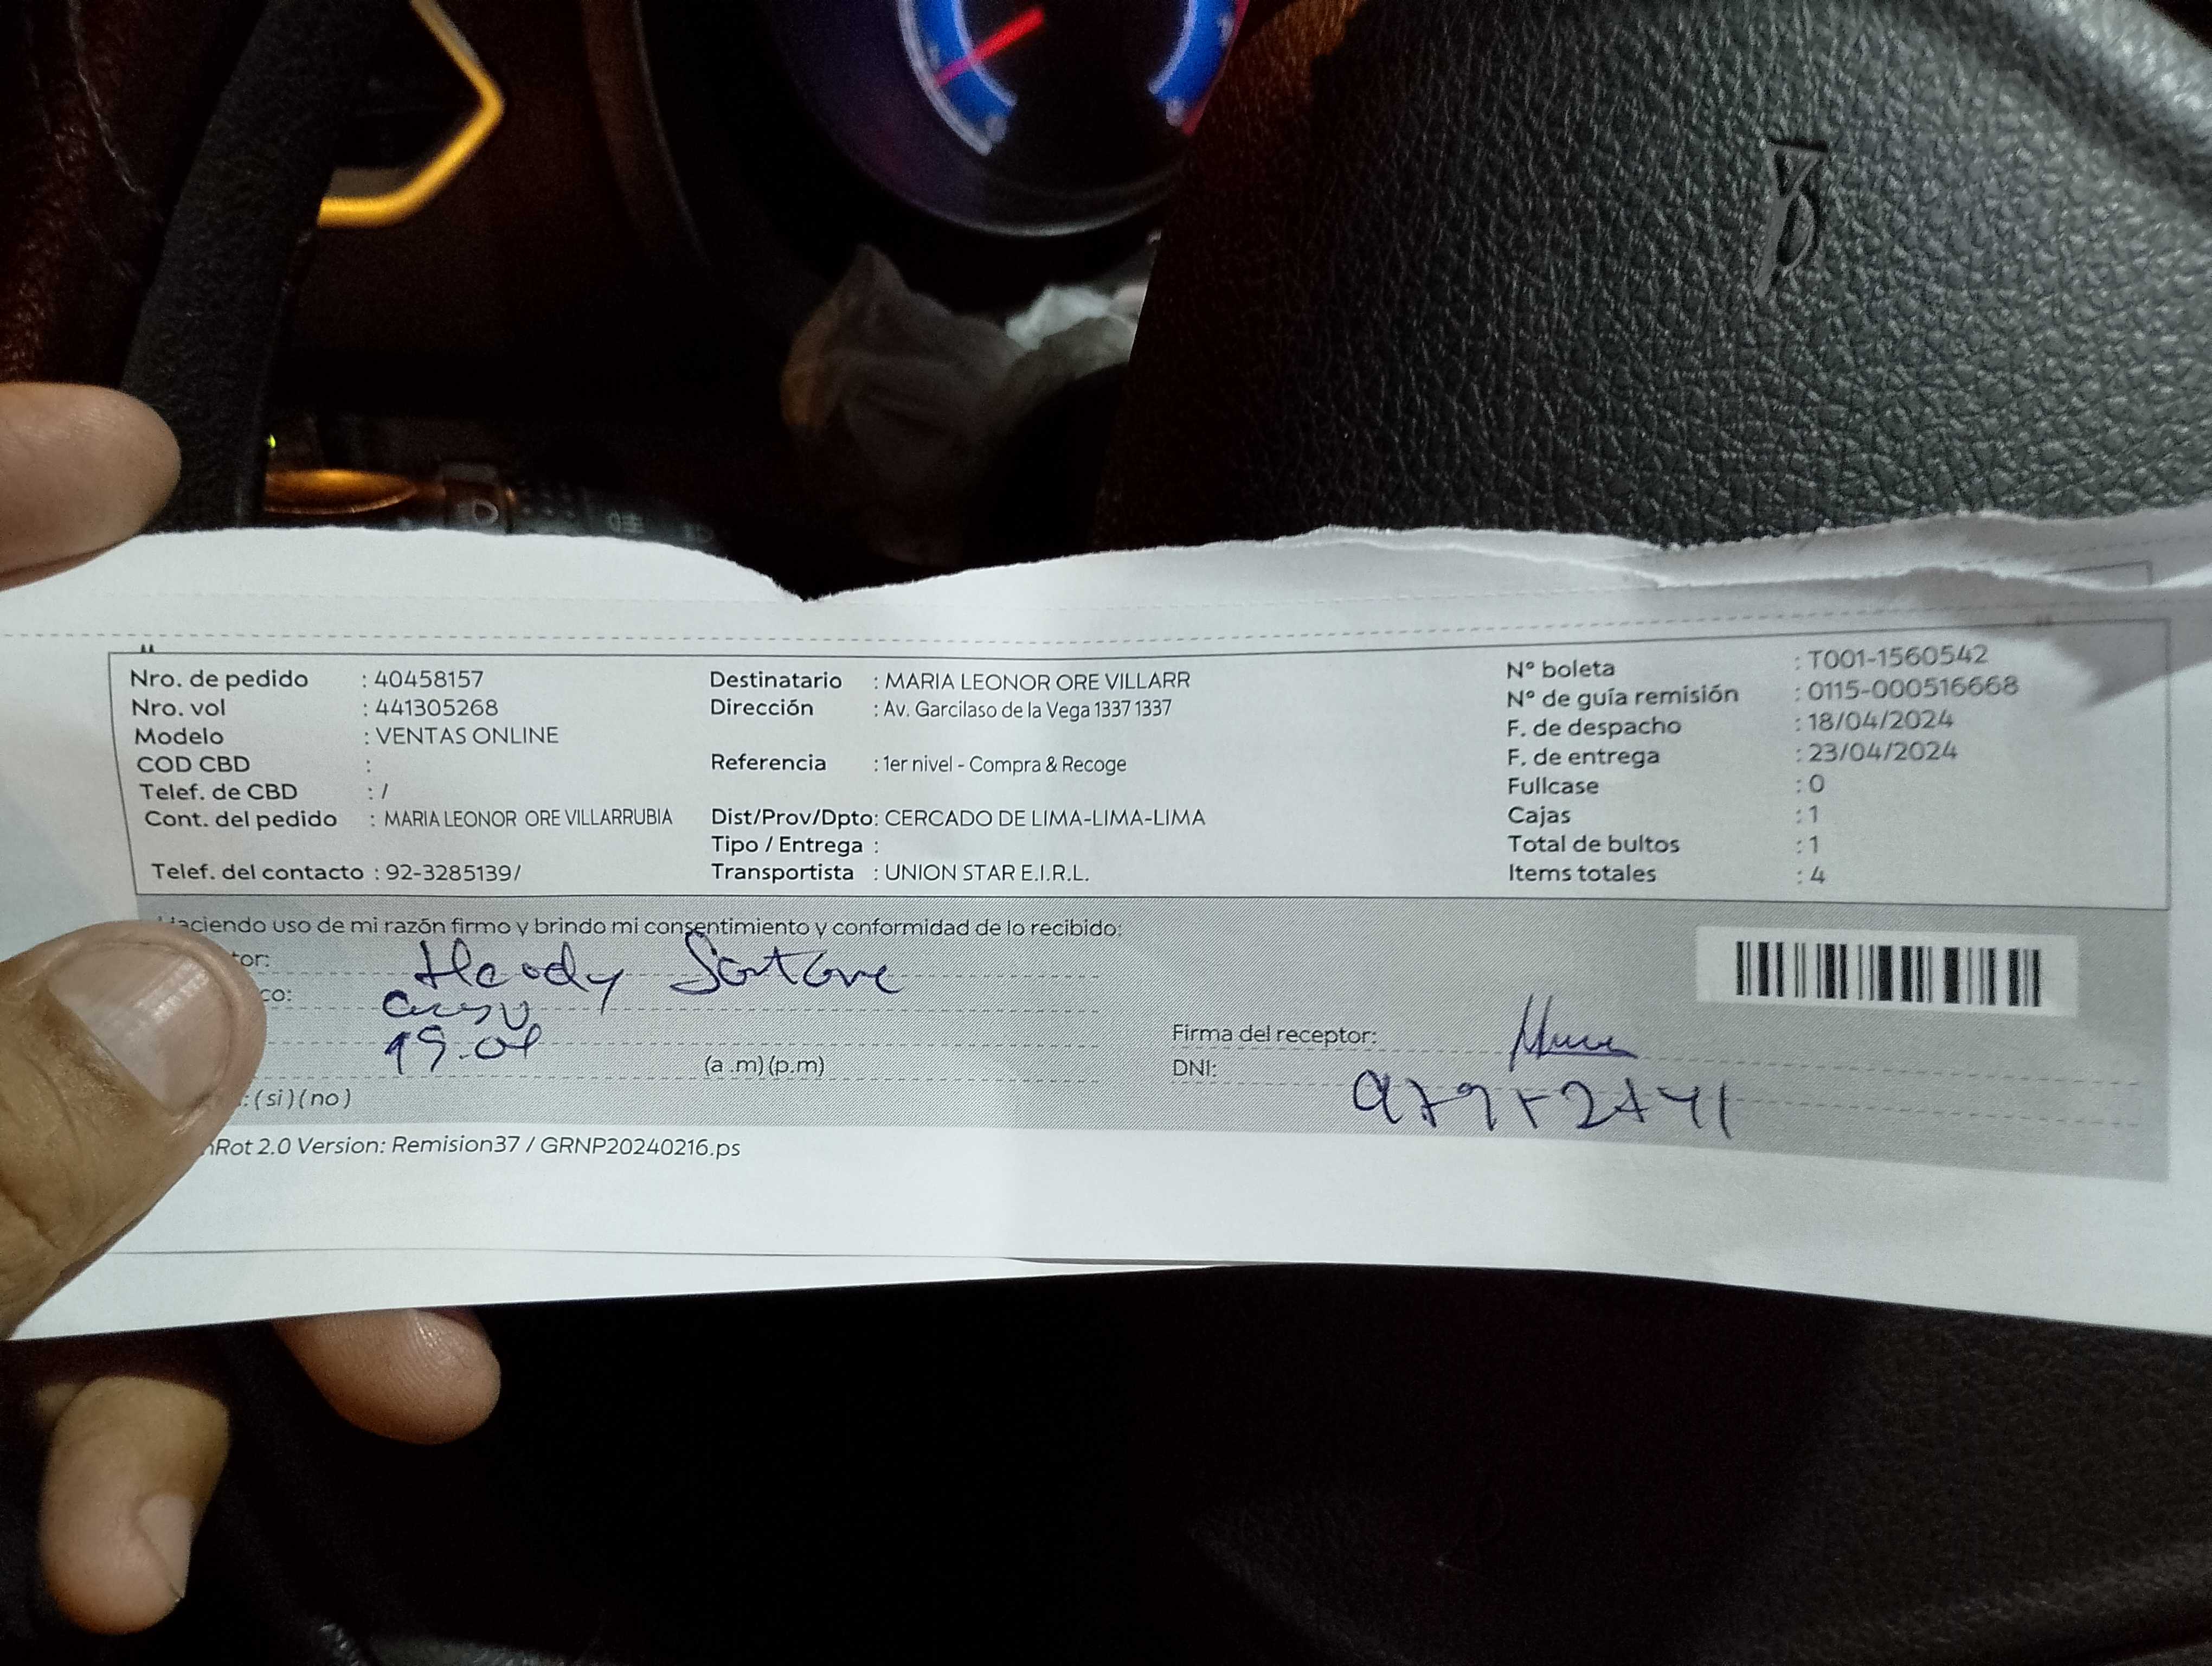 Nro. de pedido : 40458157
Nro. vol : 441305268
Modelo : VENTAS ONLINE
COD CBD :
Telef. de CBD : /
Cont. del pedido : MARIA LEONOR ORE VILLARRUBIA
Telef. del contacto : 92-3285139/
Destinatario : MARIA LEONOR ORE VILLARR
Dirección : Av. Garcilaso de la Vega 1337 1337
Referencia : 1er nivel - Compra & Recoge
Dist/Prov/Dpto: CERCADO DE LIMA-LIMA-LIMA
Tipo / Entrega :
Transportista : UNION STAR E.I.R.L.
N° boleta : T001-1560542
N° de guía remisión : 0115-000516668
F. de despacho : 18/04/2024
F. de entrega : 23/04/2024
Fullcase : 0
Cajas : 1
Total de bultos : 1
Items totales : 4
aciendo uso de mi razón firmo y brindo mi consentimiento y conformidad de lo recibido:
tor:
co:
(a .m)(p.m)
: (si)(no)
Firma del receptor:
DNI:
Rot 2.0 Version: Remision37 / GRNP20240216.ps